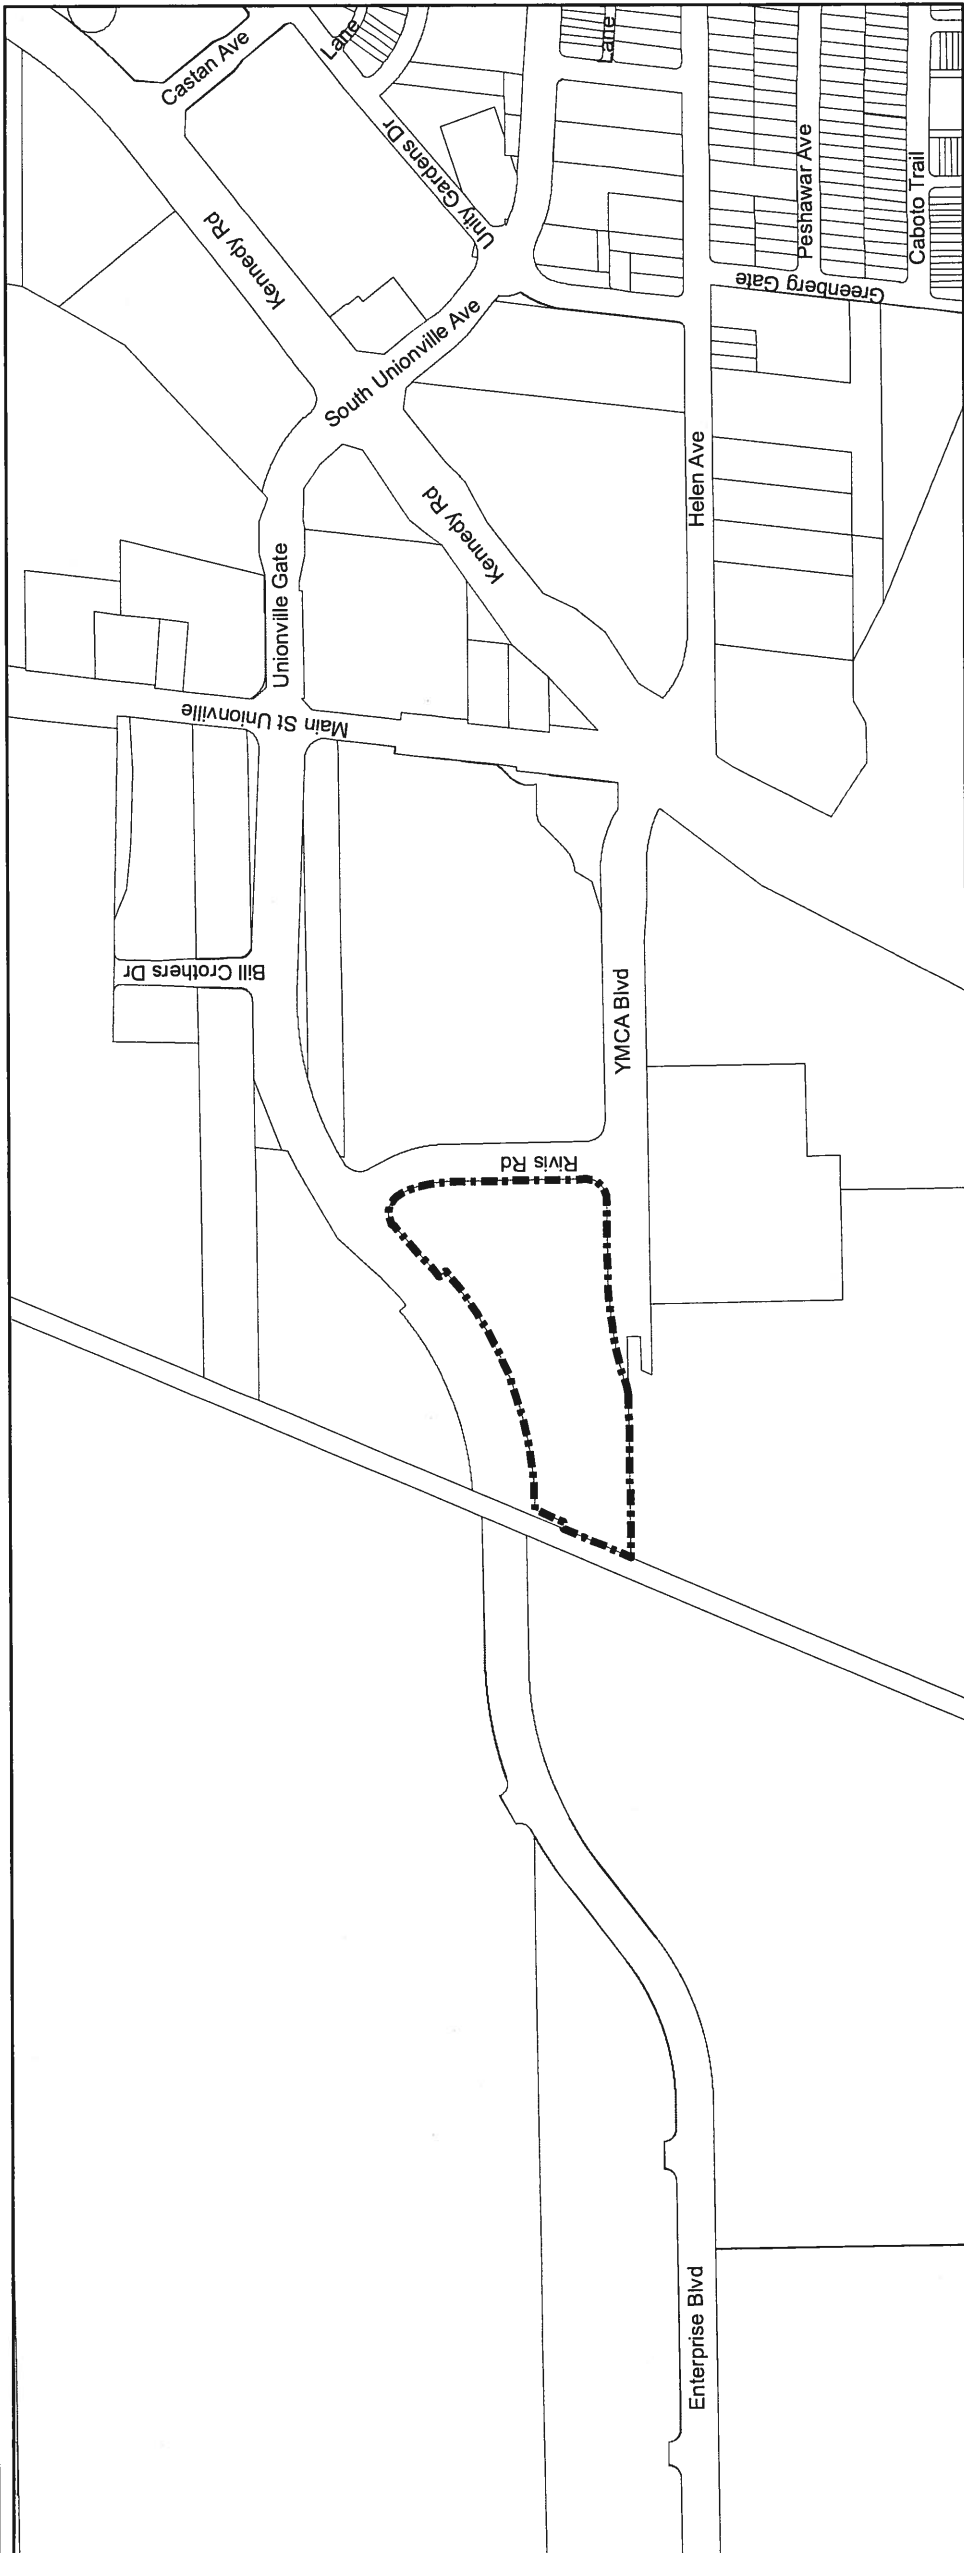 Castan Ave
Lane
Lane
Unity Gardens Dr
Kennedy Rd
Peshawar Ave
Caboto Trail
Greenberg Gate
South Unionville Ave
Helen Ave
Kennedy Rd
Unionville Gate
Main St Unionville
Bill Crothers Dr
YMCA Blvd
Rivis Rd
Enterprise Blvd